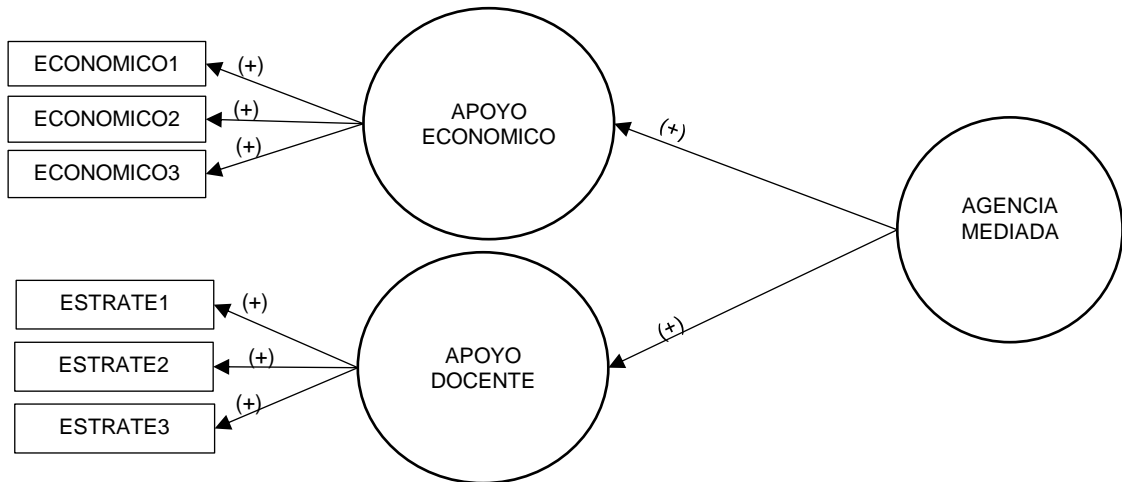 ECONOMICO1
(+)
ECONOMICO2
(+)
ECONOMICO3
(+)
APOYO
ECONOMICO
(+)
AGENCIA
MEDIADA
ESTRATE1
(+)
ESTRATE2
(+)
ESTRATE3
(+)
APOYO
DOCENTE
(+)